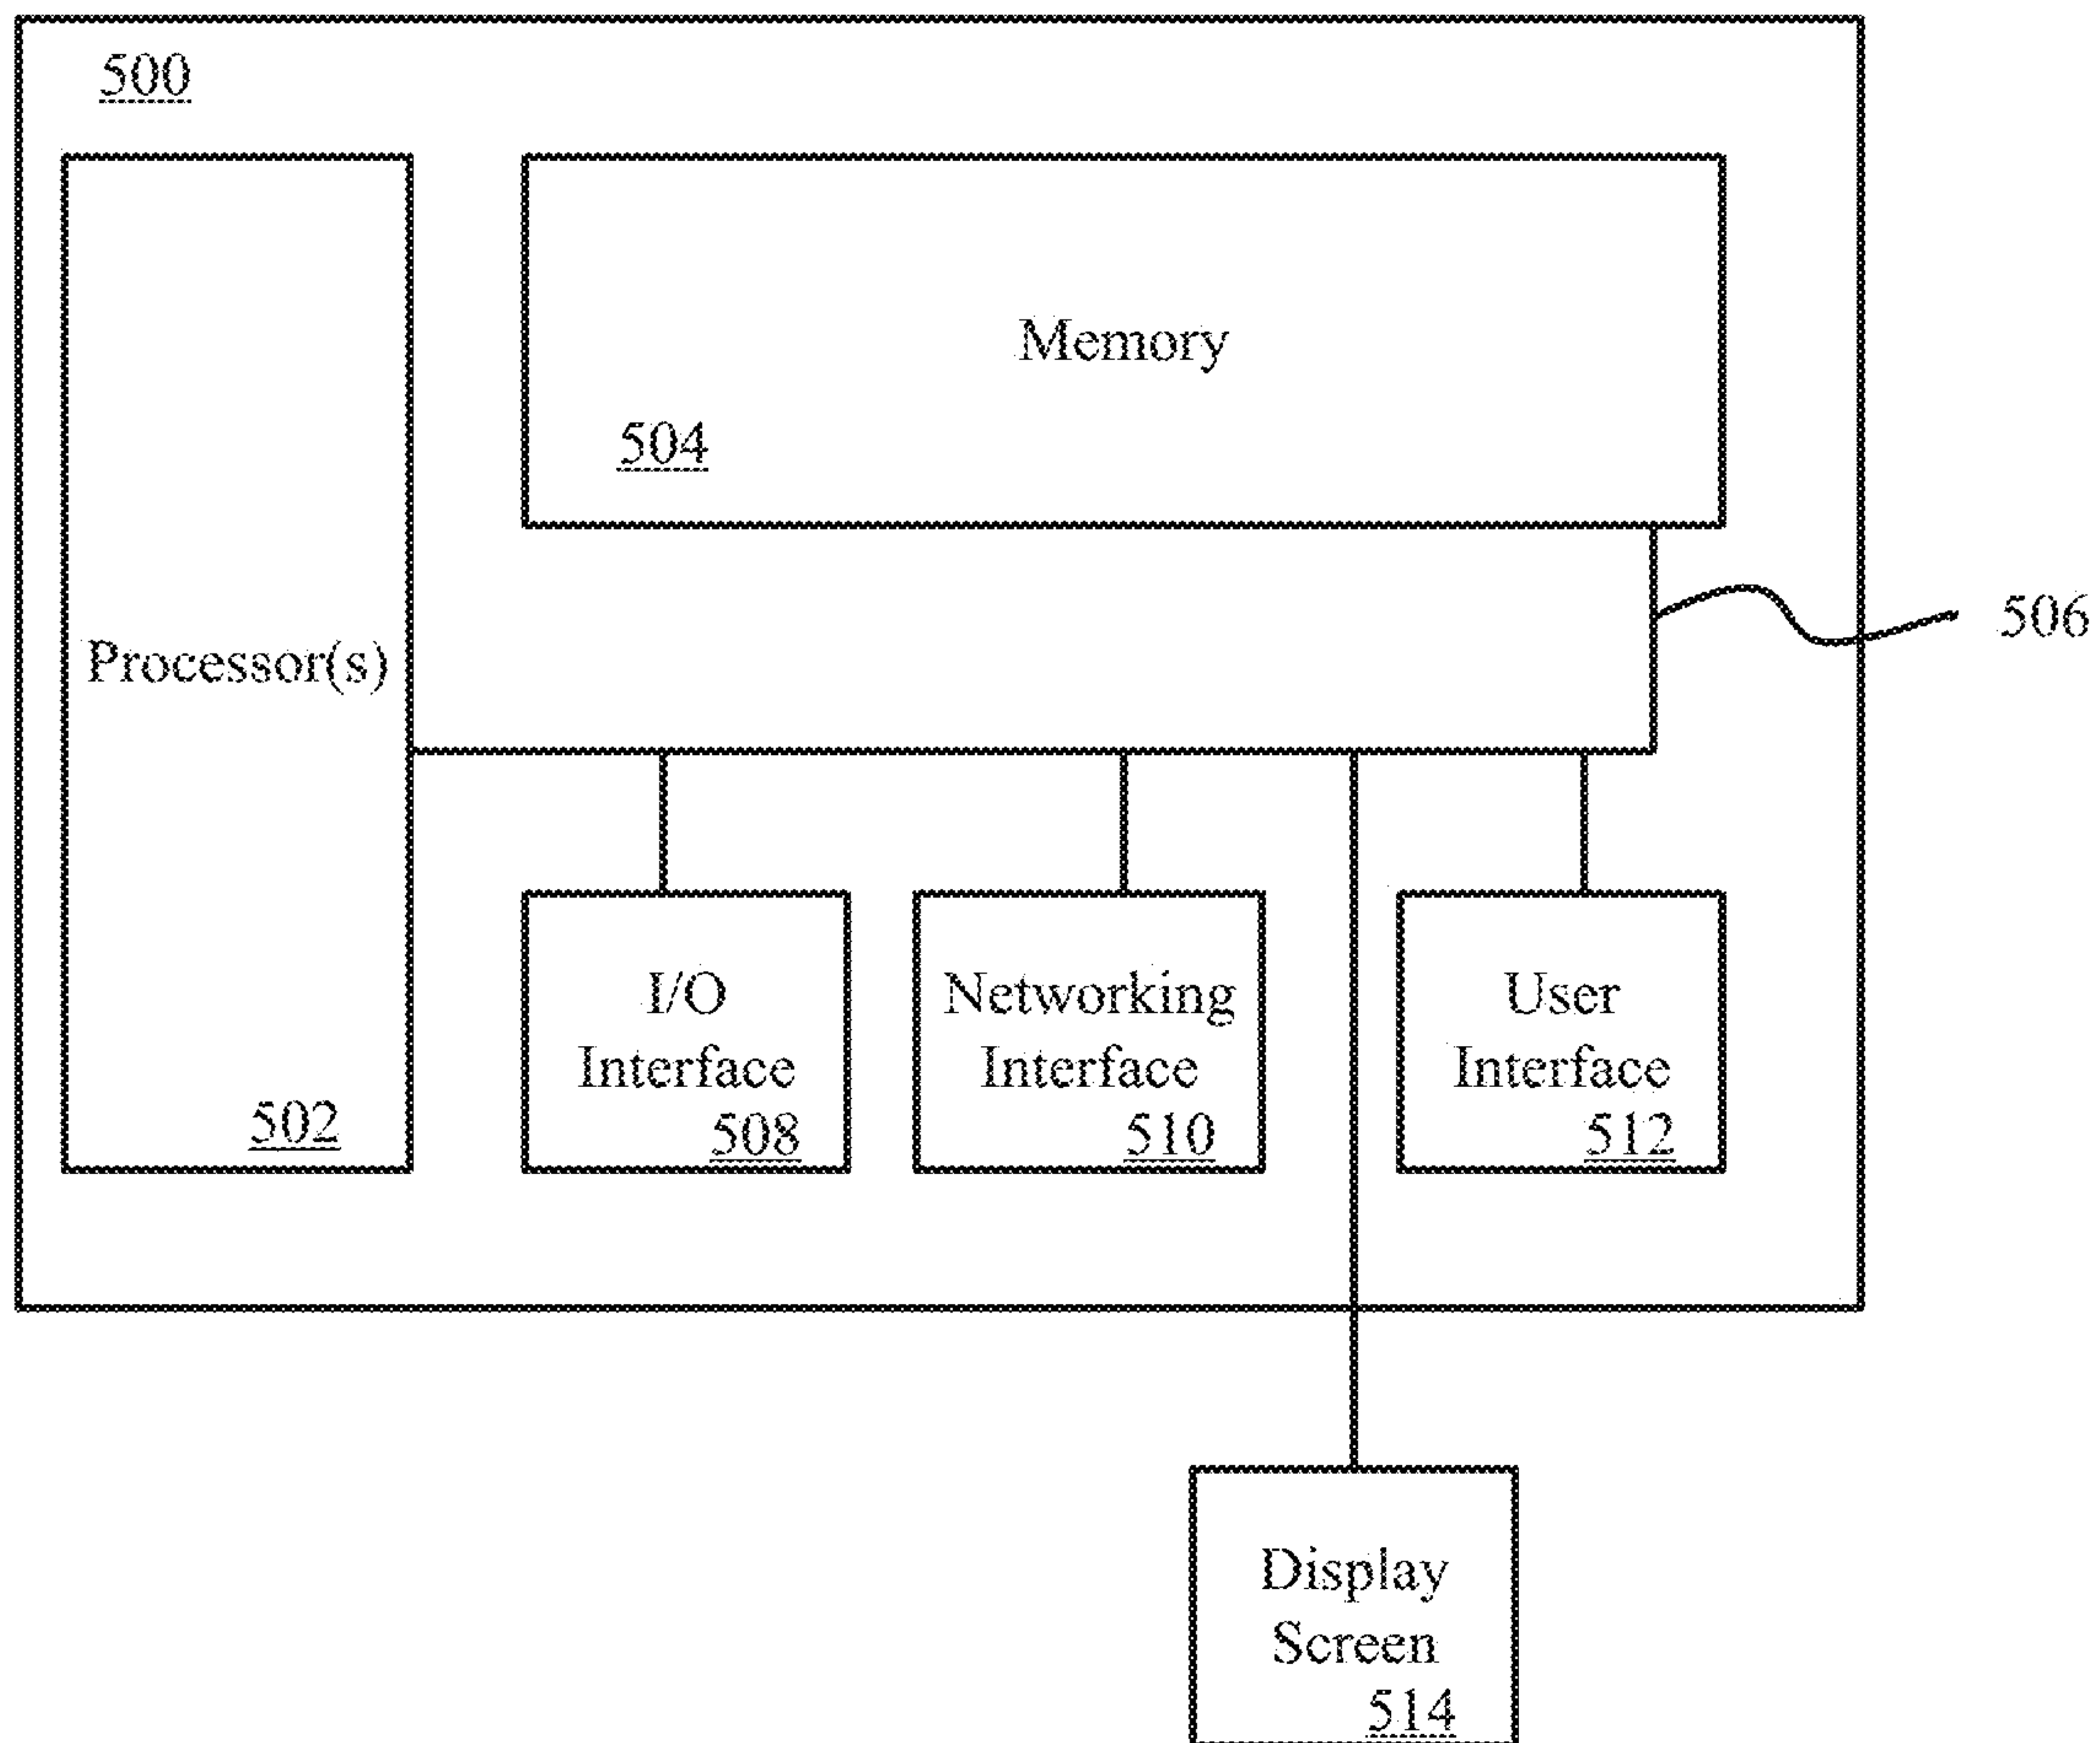 500
Memory
504
506
Processor(s)
502
I/O
Interface
508
Networking
Interface
510
User
Interface
512
Display
Screen
514